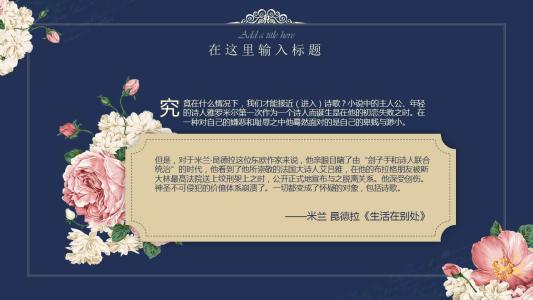 Add a title here
在这里输入标题
究竟在什么情况下，我们才能接近（进入）诗歌？小说中的主人公、年轻
的诗人雅罗米尔第一次作为一个诗人而诞生是在他的初恋失败之时。在
一种对自己的嫌恶和耻辱之中他蓦然面对的是自己的卑贱与渺小。
但是，对于米兰·昆德拉这位东欧作家来说，他亲眼目睹了由“刽子手和诗人联合
统治”的时代，他看到了他所崇敬的法国大诗人艾吕雅，在他的布拉格朋友被斯
大林最高法院送上绞刑架上之时，公开正式地宣布与之脱离关系。他深受创伤。
神圣不可侵犯的价值体系崩溃了。一切都变成了怀疑的对象，包括诗歌。
——米兰 昆德拉《生活在别处》